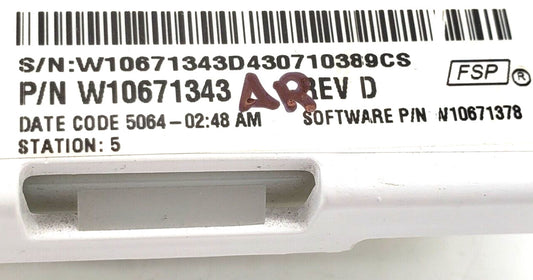 S/N:W10671343D430710389CS
P/N W10671343 AR REV D
FSP ®
DATE CODE 5064-02:48 AM SOFTWARE P/N W10671378
STATION: 5